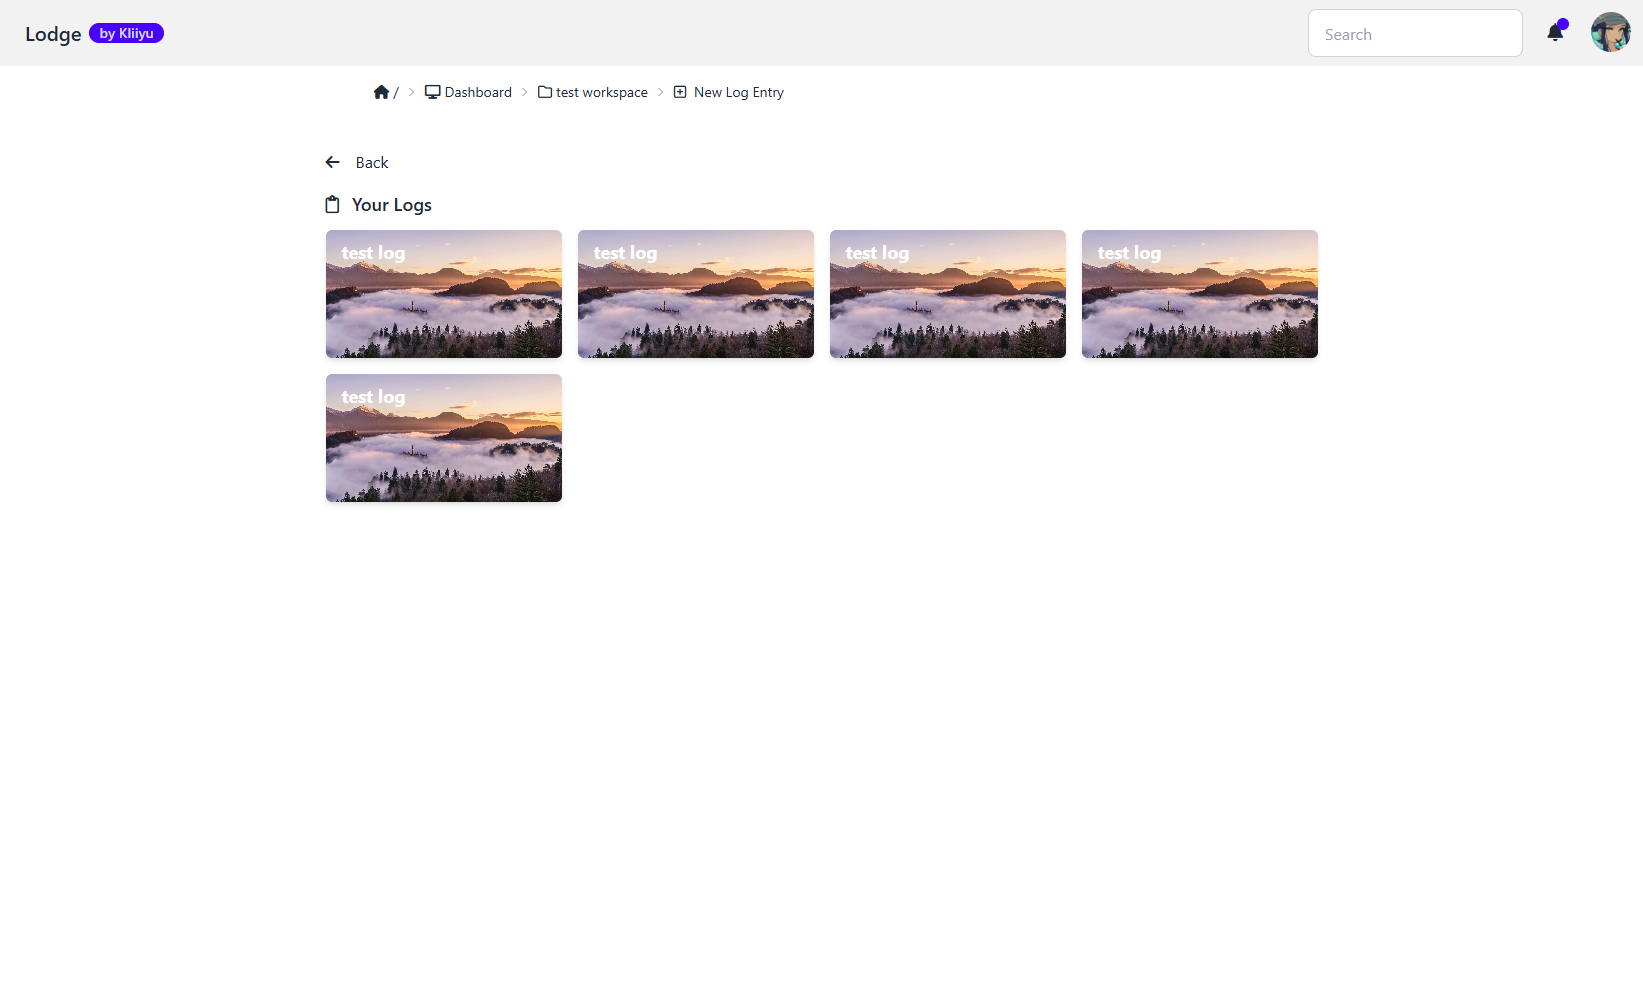 Lodge by Kliiyu
Search
/ Dashboard test workspace New Log Entry
Back
Your Logs
test log test log test log test log
test log